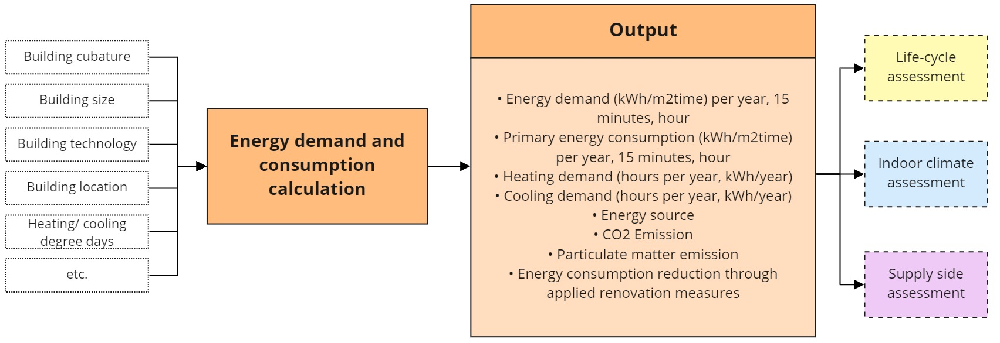 Building cubature
Building size
Building technology
Building location
Heating/ cooling
degree days
etc.
Energy demand and
consumption
calculation
Output
• Energy demand (kWh/m2time) per year, 15
minutes, hour
• Primary energy consumption (kWh/m2time)
per year, 15 minutes, hour
• Heating demand (hours per year, kWh/year)
• Cooling demand (hours per year, kWh/year)
• Energy source
• CO2 Emission
• Particulate matter emission
• Energy consumption reduction through
applied renovation measures
Life-cycle
assessment
Indoor climate
assessment
Supply side
assessment